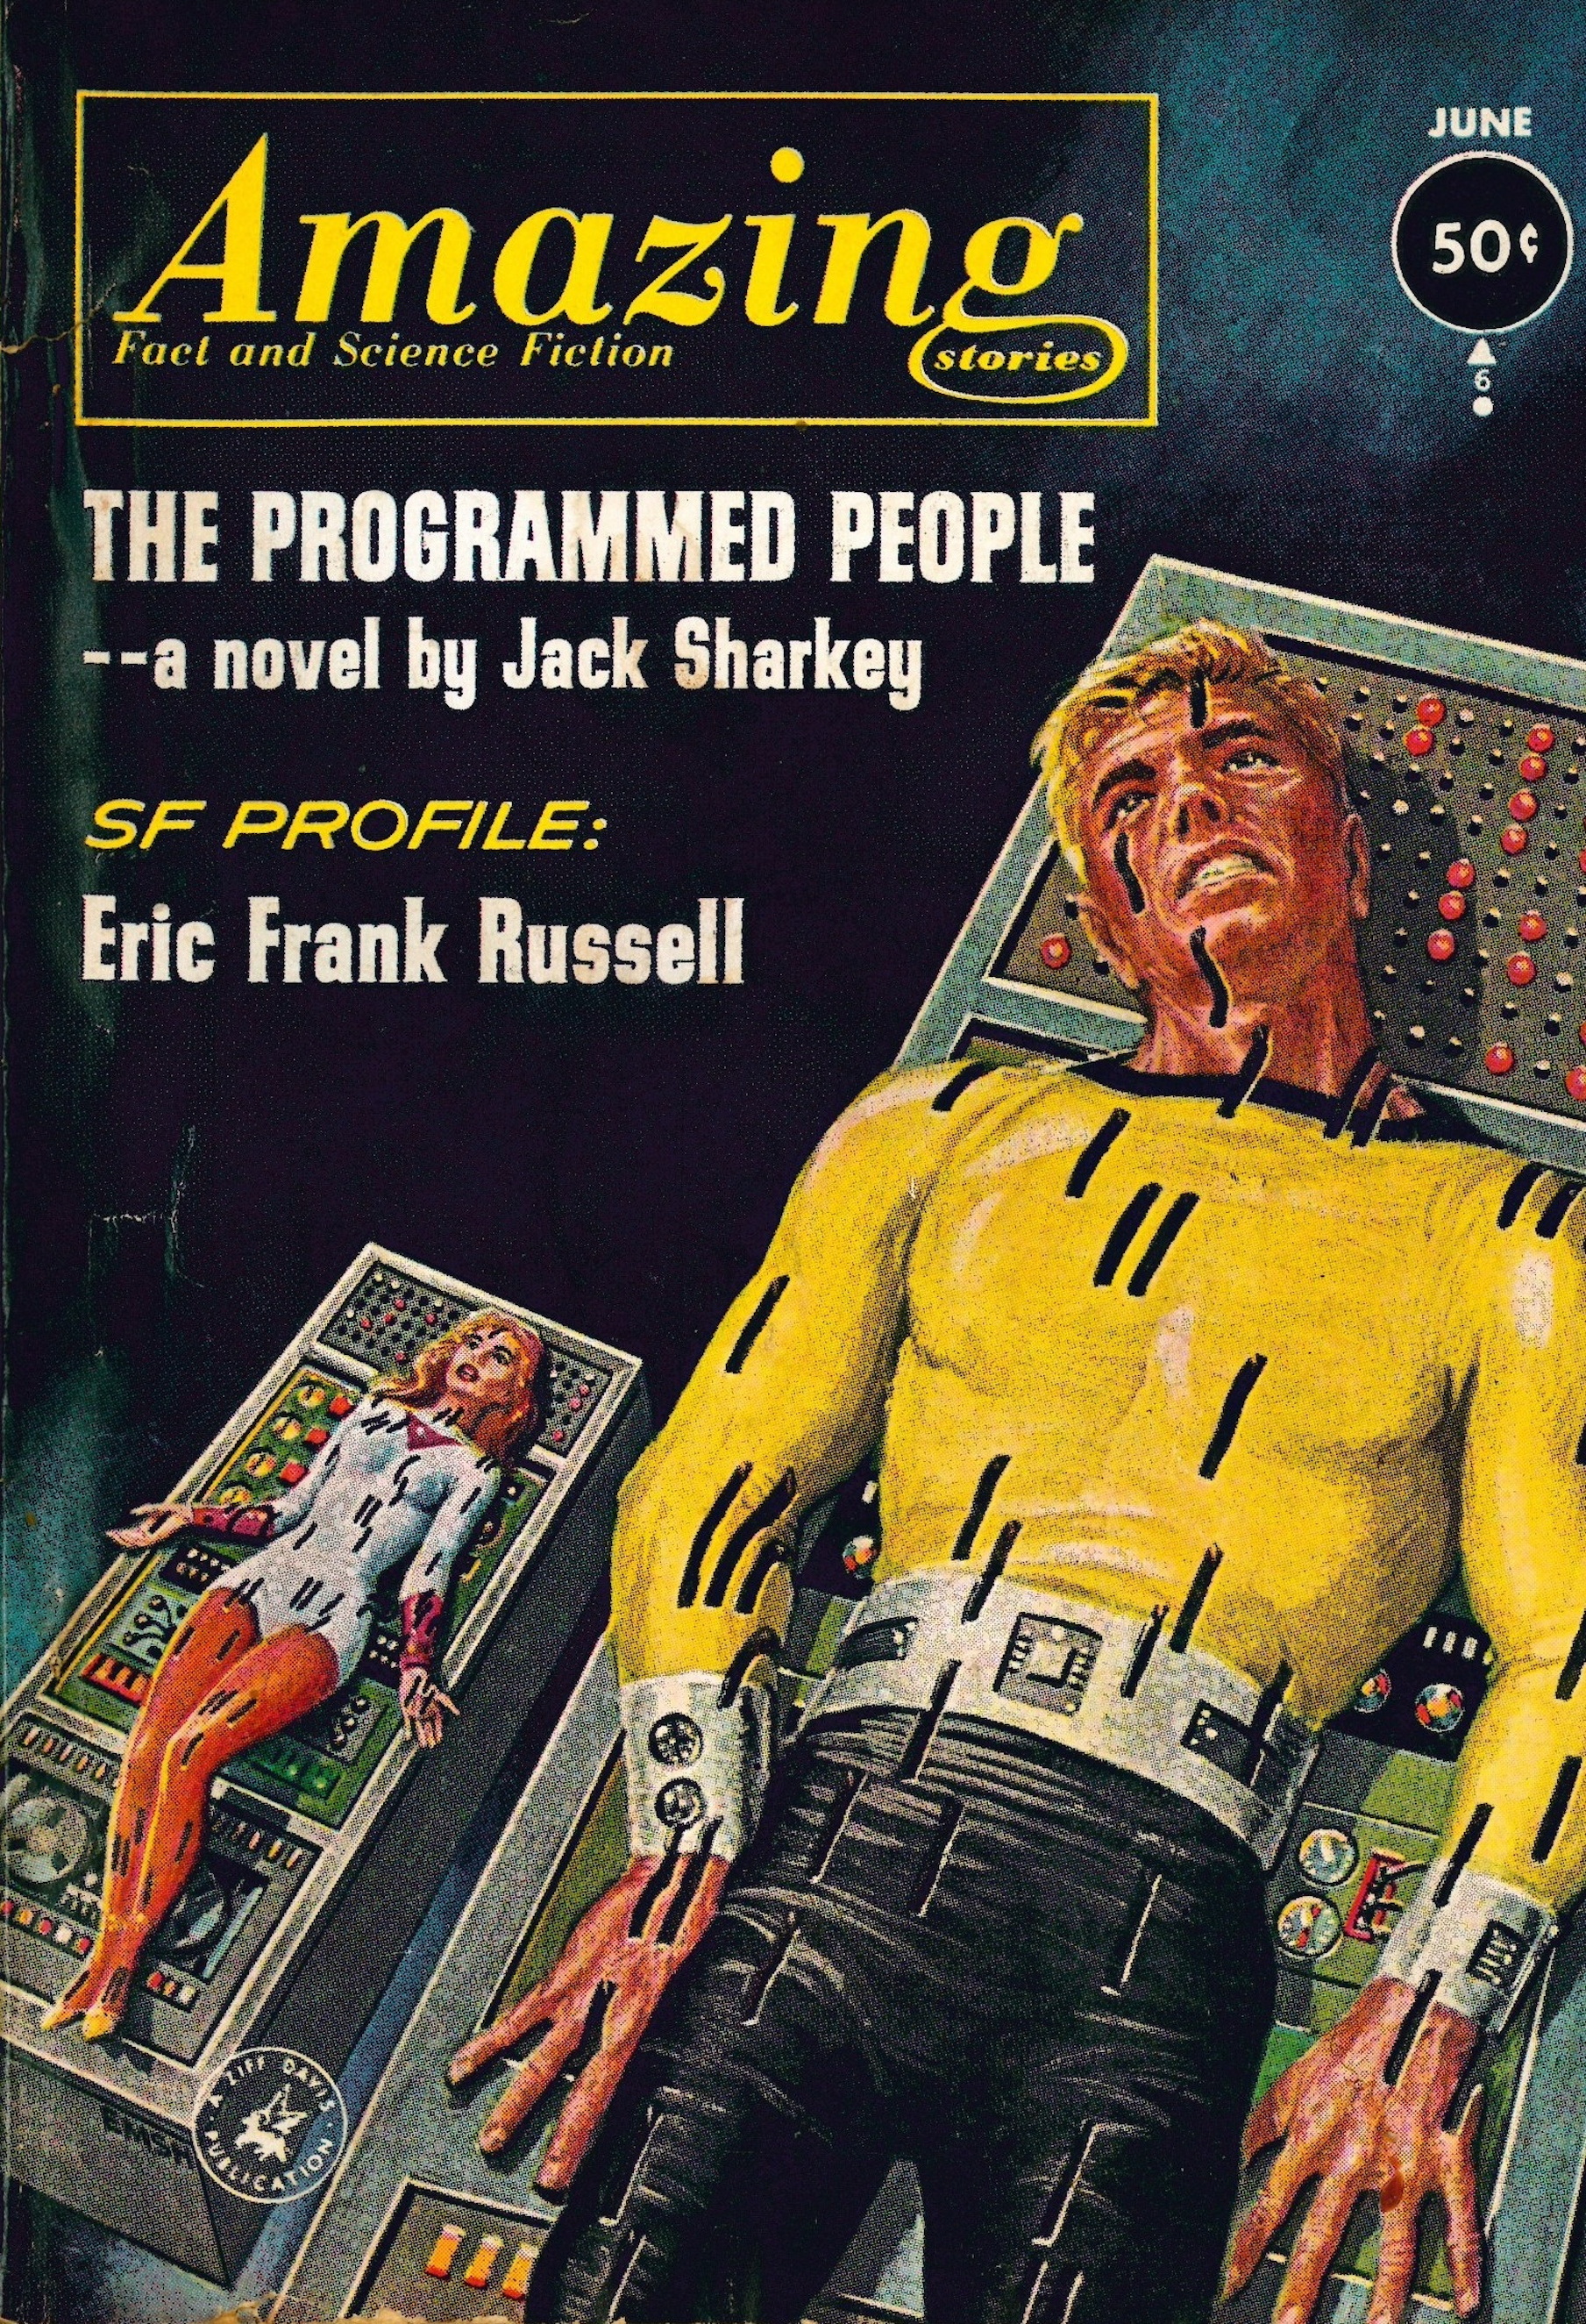 Amazing
Fact and Science Fiction
stories
JUNE
50¢
6
THE PROGRAMMED PEOPLE
--a novel by Jack Sharkey
SF PROFILE:
Eric Frank Russell
EMSH
· A ZIFF DAVIS · PUBLICATION